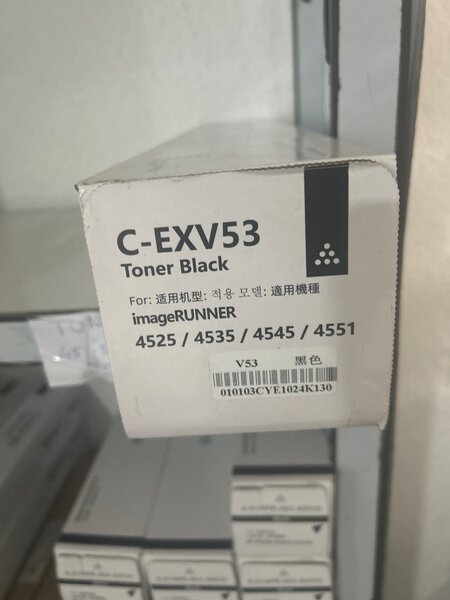 C-EXV53
Toner Black
For: 适用机型: 적용 모델: 適用機種
imageRUNNER
4525 / 4535 / 4545 / 4551
V53 黑色
010103CYE1024K130